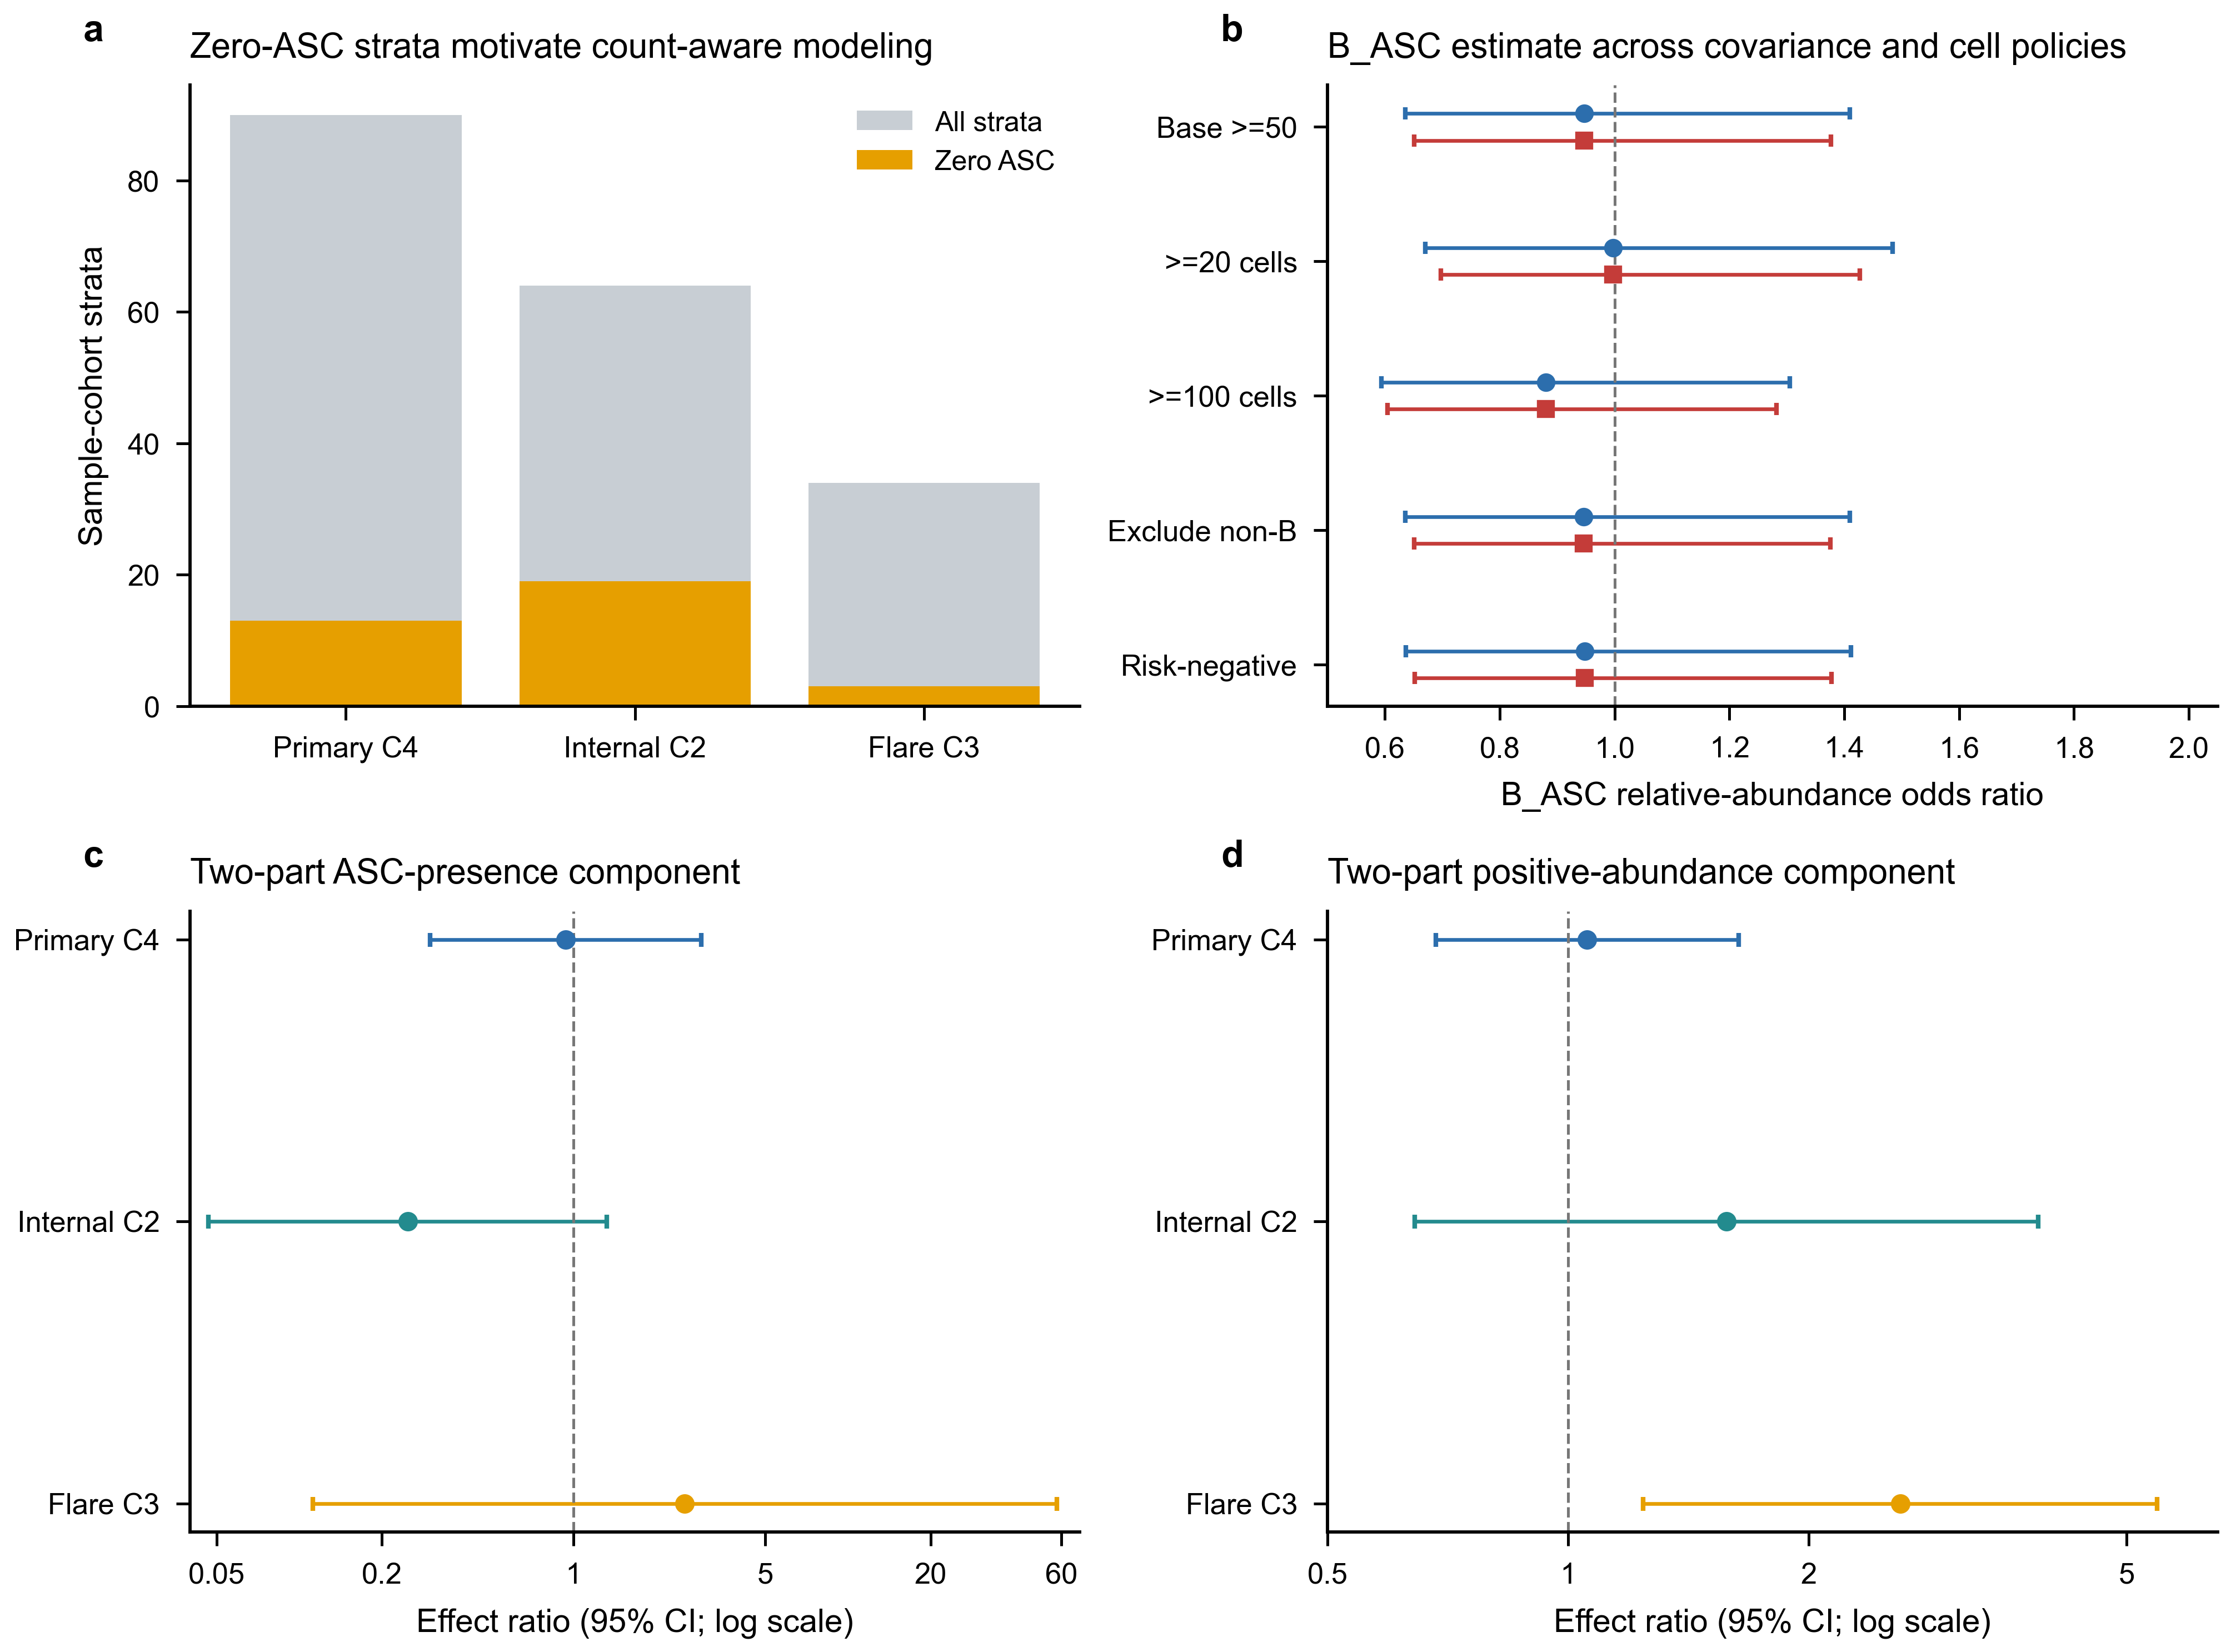 a
Zero-ASC strata motivate count-aware modeling
All strata
Zero ASC
Sample-cohort strata
80
60
40
20
0
Primary C4
Internal C2
Flare C3
b
B_ASC estimate across covariance and cell policies
Base >=50
>=20 cells
>=100 cells
Exclude non-B
Risk-negative
0.6 0.8 1.0 1.2 1.4 1.6 1.8 2.0
B_ASC relative-abundance odds ratio
c
Two-part ASC-presence component
Primary C4
Internal C2
Flare C3
0.05 0.2 1 5 20 60
Effect ratio (95% CI; log scale)
d
Two-part positive-abundance component
Primary C4
Internal C2
Flare C3
0.5 1 2 5
Effect ratio (95% CI; log scale)